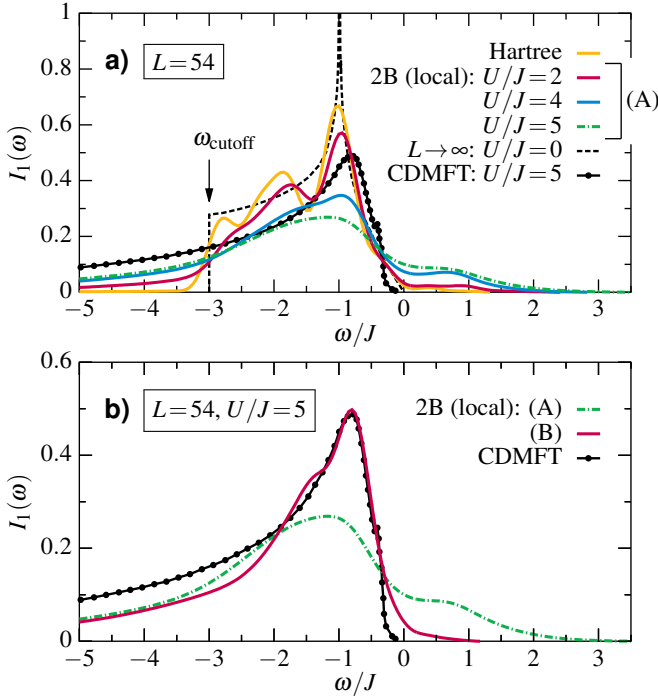 a) L=54
Hartree
2B (local): U/J=2
U/J=4
U/J=5
(A)
L→∞: U/J=0
CDMFT: U/J=5
ω_cutoff
I₁(ω)
1
0.8
0.6
0.4
0.2
0
−5 −4 −3 −2 −1 0 1 2 3
ω/J
b) L=54, U/J=5
2B (local): (A)
(B)
CDMFT
I₁(ω)
0.6
0.4
0.2
0
−5 −4 −3 −2 −1 0 1 2 3
ω/J